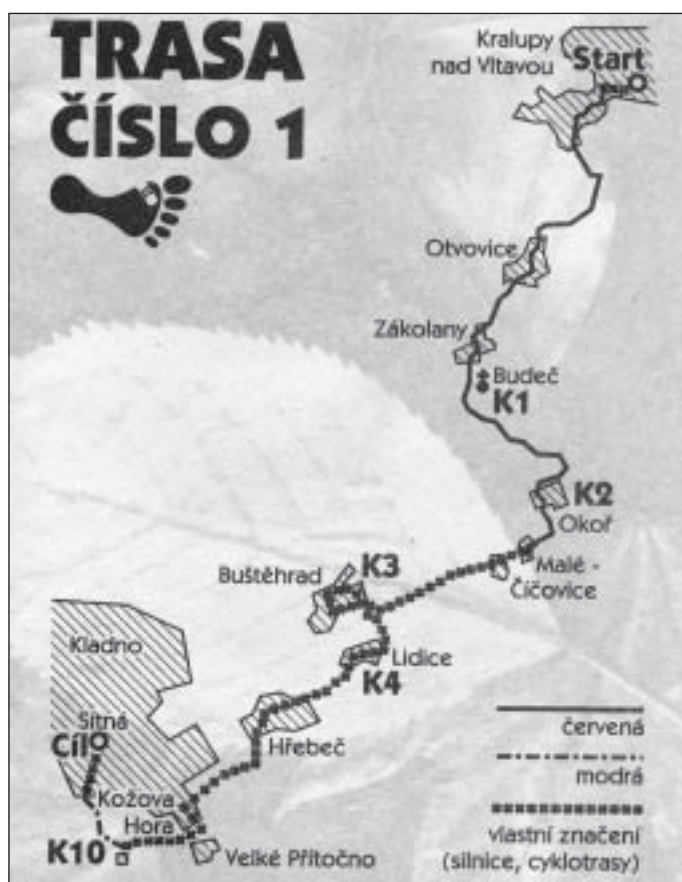 TRASA
ČÍSLO 1
Kralupy
nad Vltavou
Start
Otvovice
Zákolany
Budeč
K1
K2
Okoř
Malé -
Čičovice
Buštěhrad
K3
Lidice
K4
Kladno
Sítná
Cíl
Hřebeč
Kožova
Hora
K10
Velké Přítočno
červená
modrá
vlastní značení
(silnice, cyklotrasy)